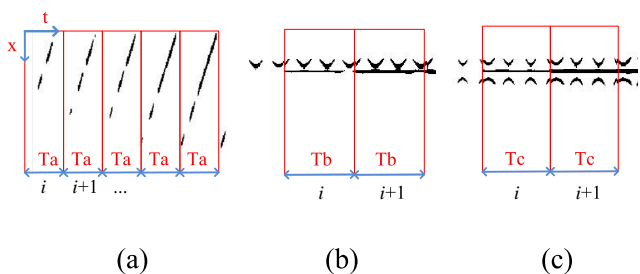 t
x
Ta Ta Ta Ta Ta
i i+1 ...
Tb Tb
i i+1
Tc Tc
i i+1
(a) (b) (c)